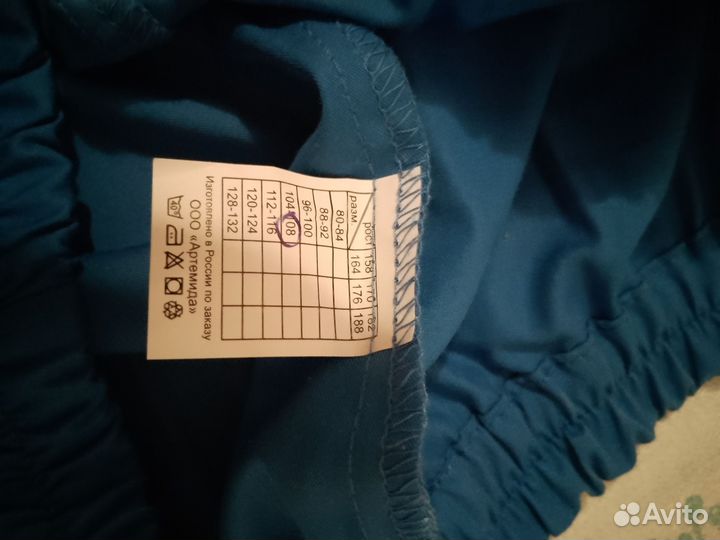 рост 158 170 182
разм 164 176 188
80-84
88-92
96-100
104-108
112-116
120-124
128-132
Изготовлено в России по заказу
ООО «Артемида»
40°
Avito